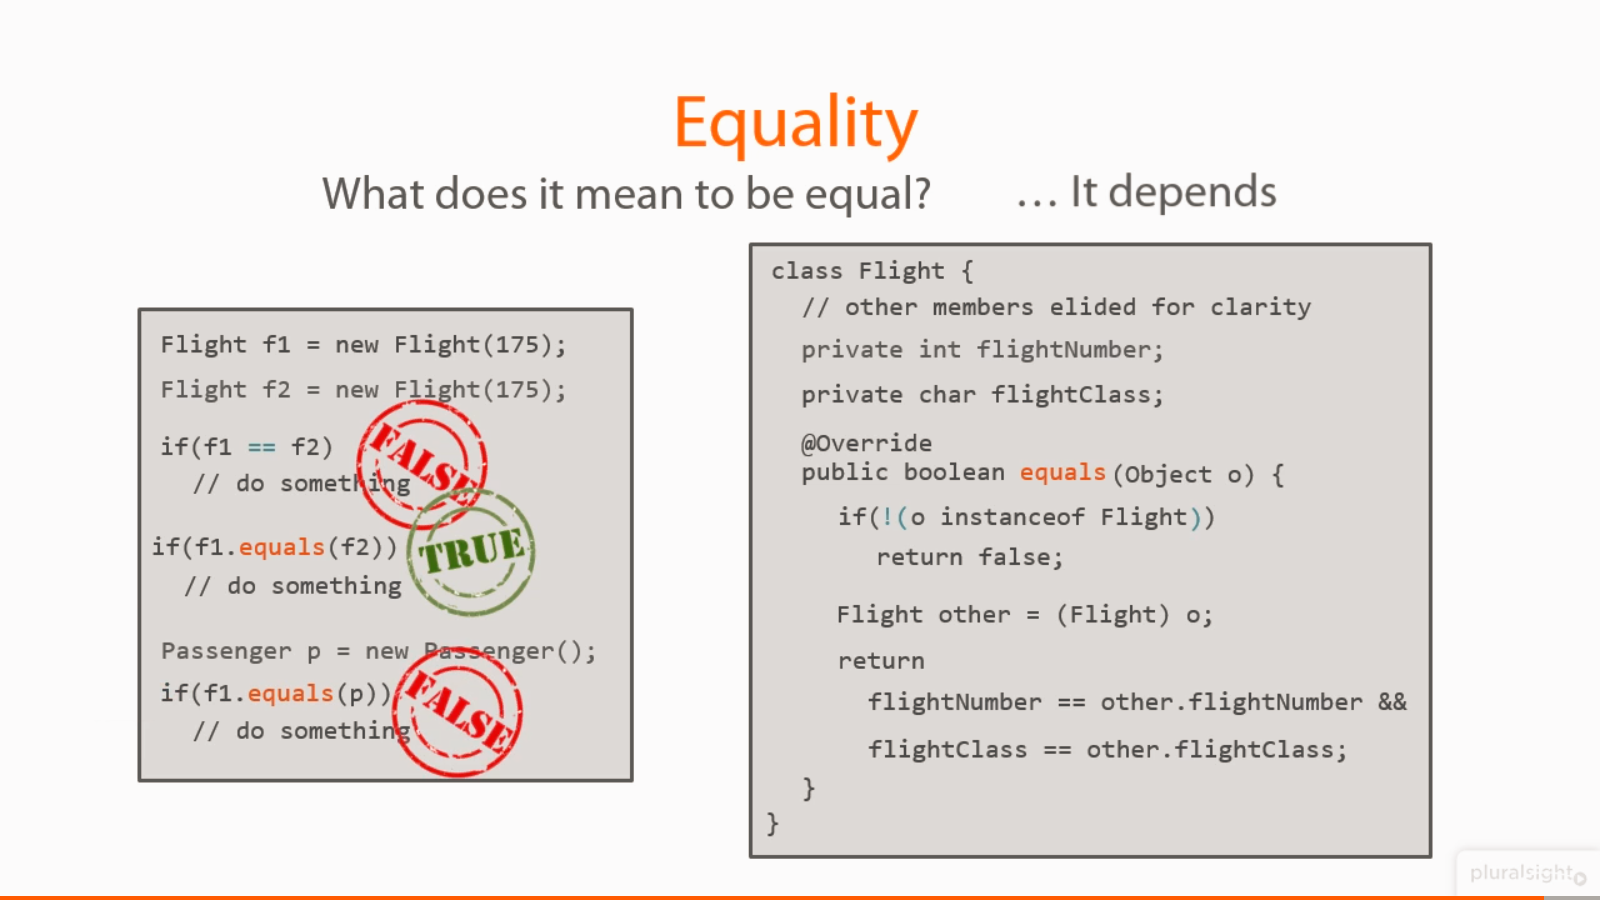 Equality
What does it mean to be equal? ... It depends
Flight f1 = new Flight(175);
Flight f2 = new Flight(175);
if(f1 == f2)
// do something
FALSE
if(f1.equals(f2))
// do something
TRUE
Passenger p = new Passenger();
if(f1.equals(p))
// do something
FALSE
class Flight {
// other members elided for clarity
private int flightNumber;
private char flightClass;
@Override
public boolean equals(Object o) {
if(!(o instanceof Flight))
return false;
Flight other = (Flight) o;
return
flightNumber == other.flightNumber &&
flightClass == other.flightClass;
}
}
pluralsight